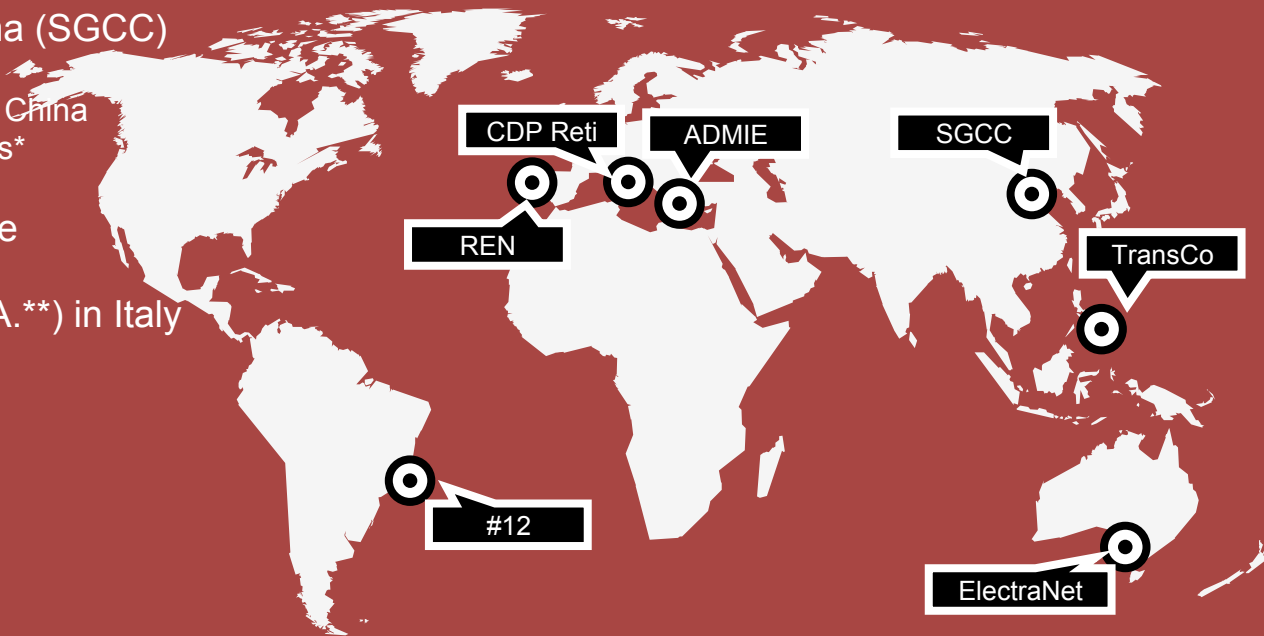 (SGCC)
China
s*
A.**) in Italy
CDP Reti
ADMIE
SGCC
REN
TransCo
#12
ElectraNet